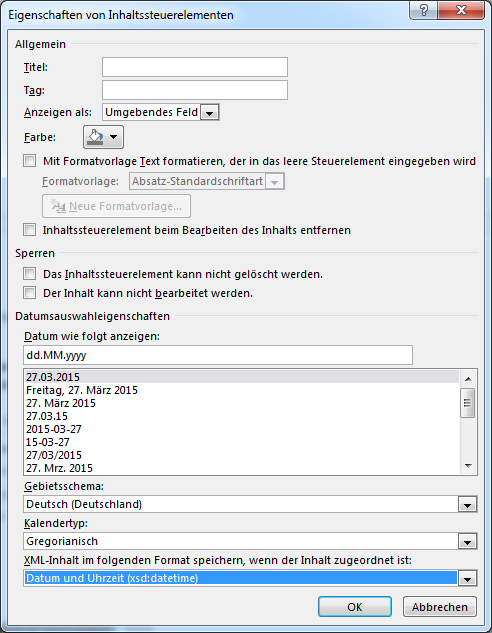 Eigenschaften von Inhaltssteuerelementen
Allgemein
Titel:
Tag:
Anzeigen als: Umgebendes Feld
Farbe:
Mit Formatvorlage Text formatieren, der in das leere Steuerelement eingegeben wird
Formatvorlage: Absatz-Standardschriftart
Neue Formatvorlage...
Inhaltssteuerelement beim Bearbeiten des Inhalts entfernen
Sperren
Das Inhaltssteuerelement kann nicht gelöscht werden.
Der Inhalt kann nicht bearbeitet werden.
Datumsauswahleigenschaften
Datum wie folgt anzeigen:
dd.MM.yyyy
27.03.2015
Freitag, 27. März 2015
27. März 2015
27.03.15
2015-03-27
15-03-27
27/03/2015
27. Mrz. 2015
Gebietsschema:
Deutsch (Deutschland)
Kalendertyp:
Gregorianisch
XML-Inhalt im folgenden Format speichern, wenn der Inhalt zugeordnet ist:
Datum und Uhrzeit (xsd:datetime)
OK Abbrechen